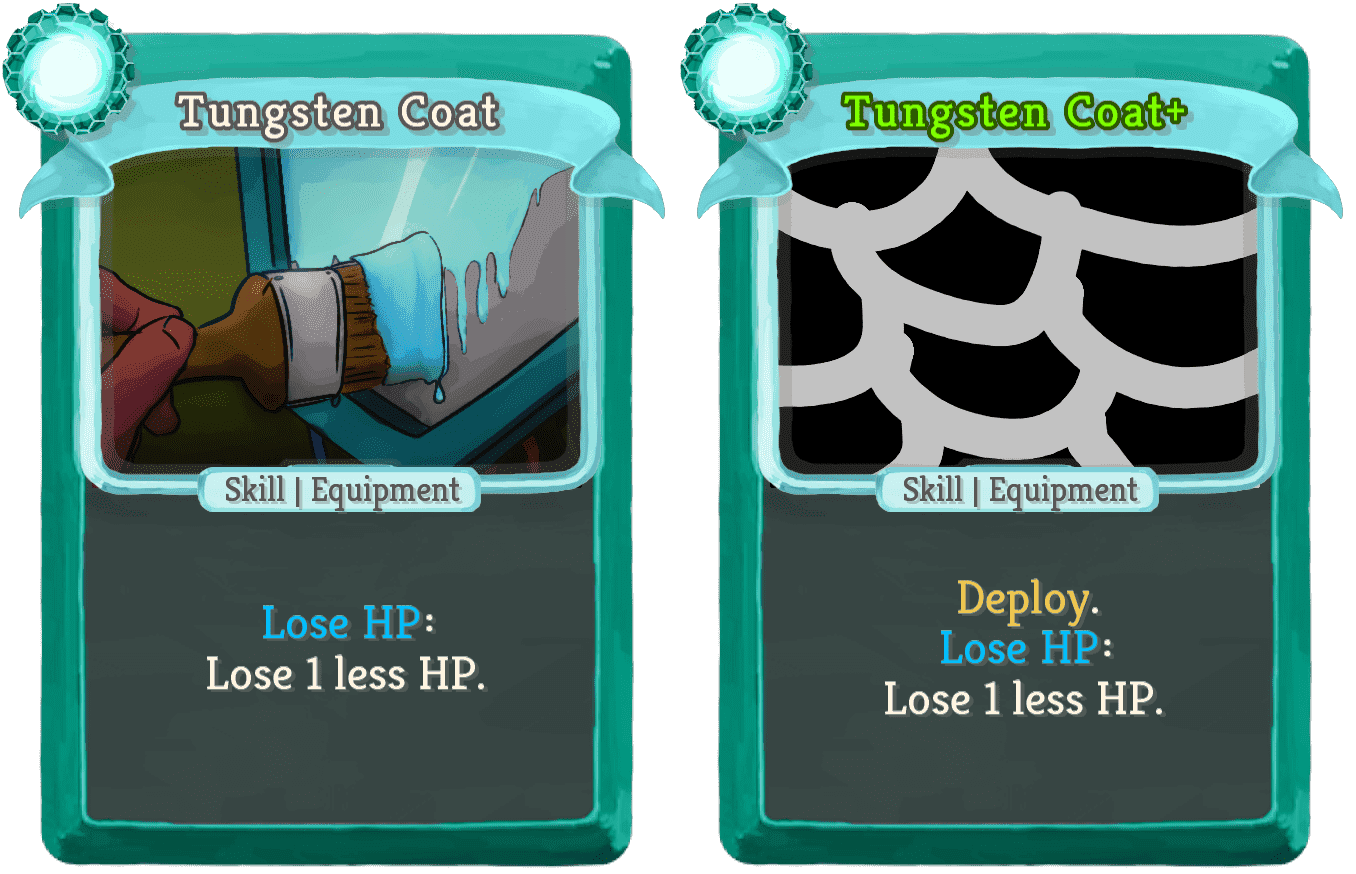 Tungsten Coat
Skill | Equipment
Lose HP:
Lose 1 less HP.
Tungsten Coat+
Skill | Equipment
Deploy.
Lose HP:
Lose 1 less HP.